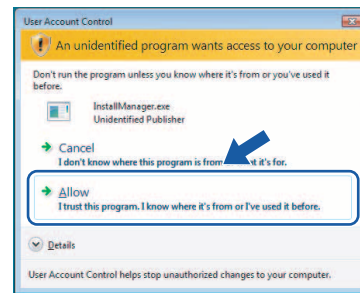 User Account Control
An unidentified program wants access to your computer
Don't run the program unless you know where it's from or you've used it
before.
InstallManager.exe
Unidentified Publisher
Cancel
I don't know where this program is from it's for.
Allow
I trust this program. I know where it's from or I've used it before.
Details
User Account Control helps stop unauthorized changes to your computer.